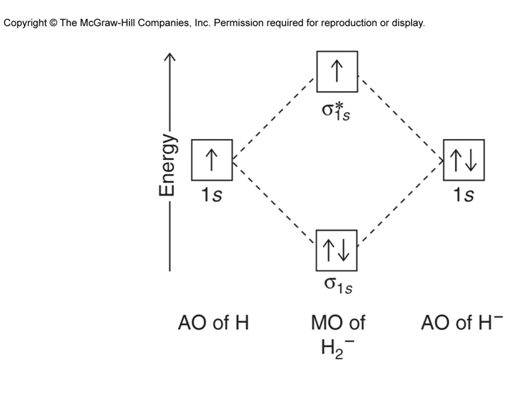 Copyright © The McGraw-Hill Companies, Inc. Permission required for reproduction or display.
↑
σ*1s
Energy
↑
↑↓
1s
1s
↑↓
σ1s
AO of H
MO of
H2−
AO of H−